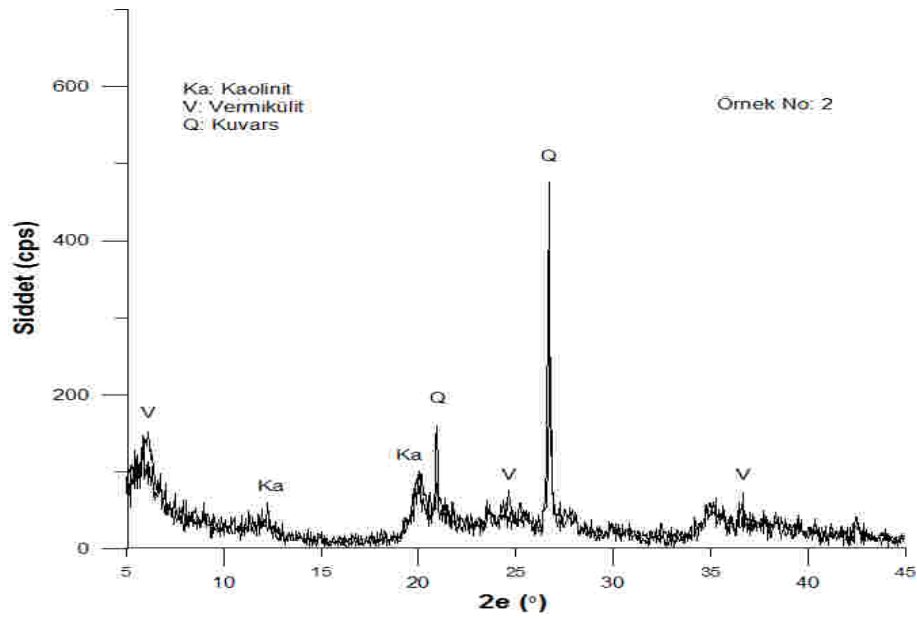 600
400
200
0
Siddet (cps)
Ka: Kaolinit
V: Vermikülit
Q: Kuvars
Örnek No: 2
V
Ka
Ka
Q
V
Q
V
5
10
15
20
25
30
35
40
45
2e (°)